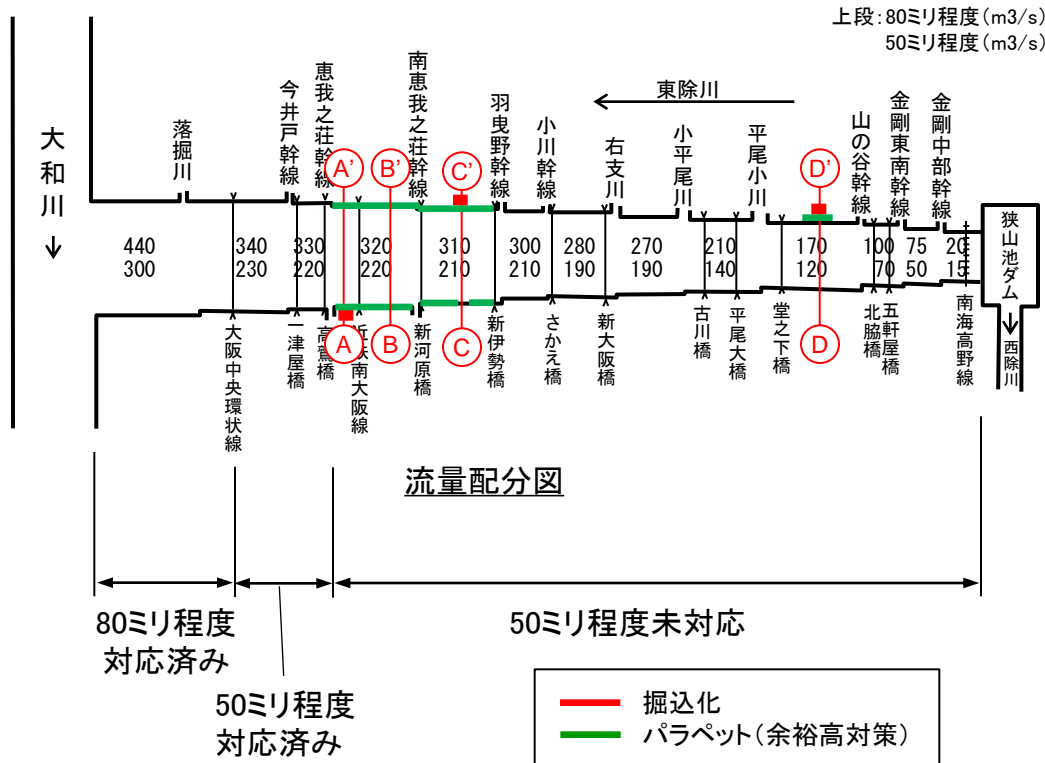 上段:80ミリ程度(m3/s)
50ミリ程度(m3/s)
東除川
大和川
落掘川
今井戸幹線
恵我之荘幹線
南恵我之荘幹線
羽曳野幹線
小川幹線
右支川
小平尾川
平尾小川
山の谷幹線
金剛東南幹線
金剛中部幹線
A'
B'
C'
D'
440
300
340
230
330
220
320
220
310
210
300
210
280
190
270
190
210
140
170
120
100
70
75
50
20
15
狭山池ダム
西除川
A
B
C
D
大阪中央環状線
一津屋橋
高鷲橋
近鉄南大阪線
新河原橋
新伊勢橋
さかえ橋
新大阪橋
古川橋
平尾大橋
堂之下橋
北脇橋
五軒屋橋
南海高野線
流量配分図
80ミリ程度
対応済み
50ミリ程度
対応済み
50ミリ程度未対応
掘込化
パラペット(余裕高対策)